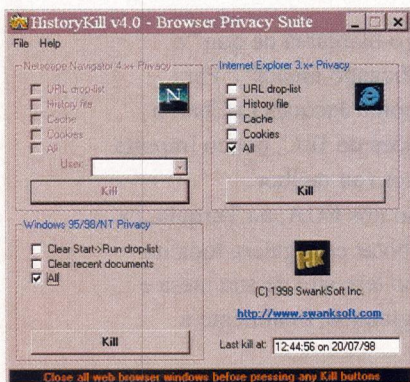 HistoryKill v4.0 - Browser Privacy Suite
File Help
Netscape Navigator 4.x+ Privacy
URL drop-list
History file
Cache
Cookies
All
User:
Kill
Internet Explorer 3.x+ Privacy
URL drop-list
History file
Cache
Cookies
All
Kill
Windows 95/98/NT Privacy
Clear Start->Run drop-list
Clear recent documents
All
Kill
HK
(C) 1998 SwankSoft Inc.
http://www.swanksoft.com
Last kill at: 12:44:56 on 20/07/98
Close all web browser windows before pressing any Kill buttons